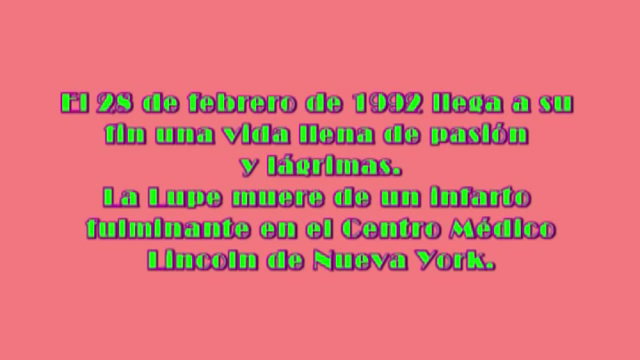 El 28 de febrero de 1992 llega a su
fin una vida llena de pasión
y lágrimas.
La Lupe muere de un infarto
fulminante en el Centro Médico
Lincoln de Nueva York.